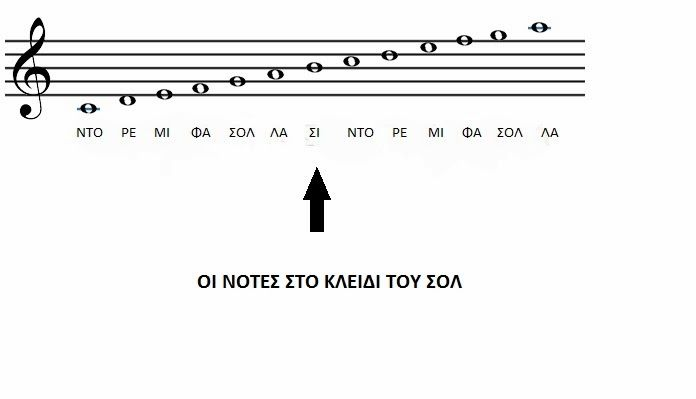 ΝΤΟ ΡΕ ΜΙ ΦΑ ΣΟΛ ΛΑ ΣΙ ΝΤΟ ΡΕ ΜΙ ΦΑ ΣΟΛ ΛΑ
ΟΙ ΝΟΤΕΣ ΣΤΟ ΚΛΕΙΔΙ ΤΟΥ ΣΟΛ